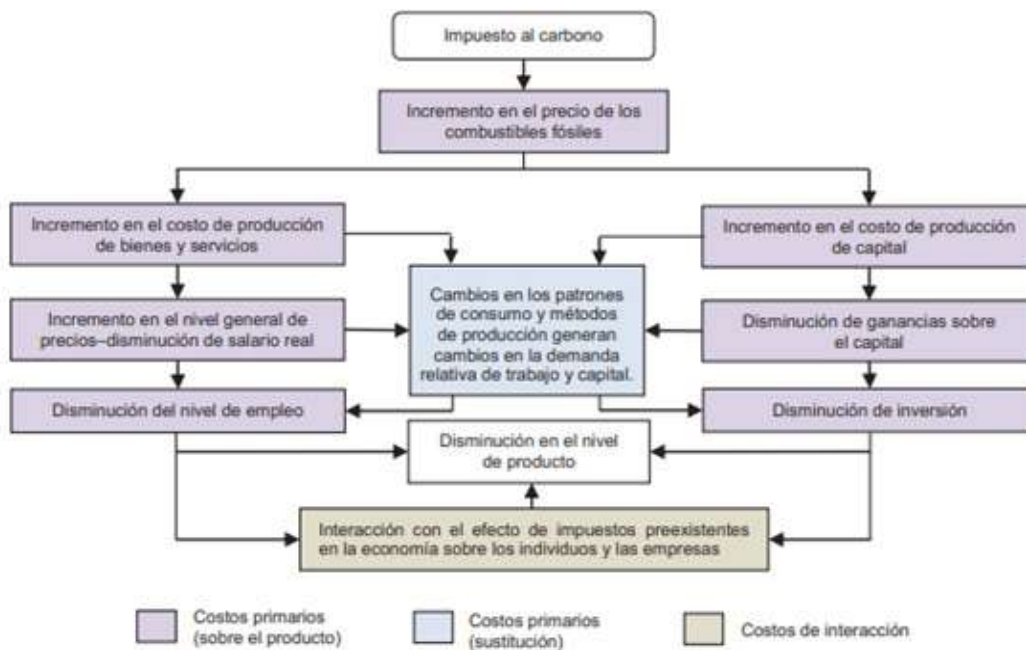 Impuesto al carbono
Incremento en el precio de los
combustibles fósiles
Incremento en el costo de producción
de bienes y servicios
Incremento en el costo de producción
de capital
Cambios en los patrones
de consumo y métodos
de producción generan
cambios en la demanda
relativa de trabajo y capital.
Incremento en el nivel general de
precios–disminución de salario real
Disminución de ganancias sobre
el capital
Disminución del nivel de empleo
Disminución de inversión
Disminución en el nivel
de producto
Interacción con el efecto de impuestos preexistentes
en la economía sobre los individuos y las empresas
Costos primarios
(sobre el producto)
Costos primarios
(sustitución)
Costos de interacción